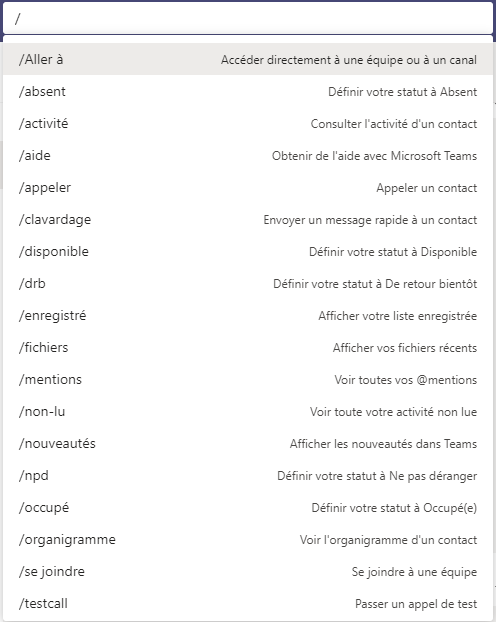 /
/Aller à Accéder directement à une équipe ou à un canal
/absent Définir votre statut à Absent
/activité Consulter l'activité d'un contact
/aide Obtenir de l'aide avec Microsoft Teams
/appeler Appeler un contact
/clavardage Envoyer un message rapide à un contact
/disponible Définir votre statut à Disponible
/drb Définir votre statut à De retour bientôt
/enregistré Afficher votre liste enregistrée
/fichiers Afficher vos fichiers récents
/mentions Voir toutes vos @mentions
/non-lu Voir toute votre activité non lue
/nouveautés Afficher les nouveautés dans Teams
/npd Définir votre statut à Ne pas déranger
/occupé Définir votre statut à Occupé(e)
/organigramme Voir l'organigramme d'un contact
/se joindre Se joindre à une équipe
/testcall Passer un appel de test